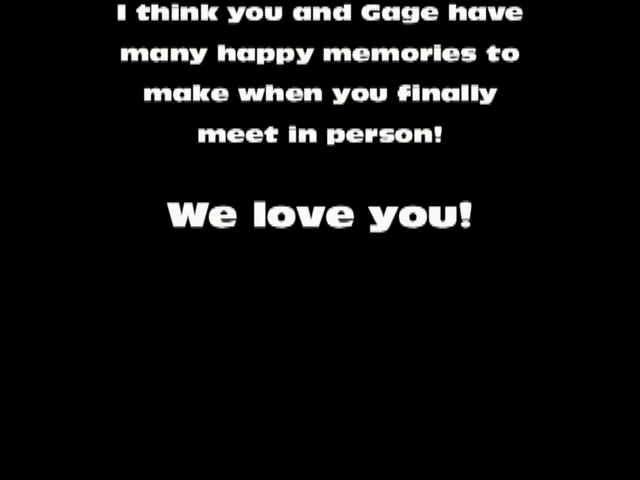 I think you and Gage have
many happy memories to
make when you finally
meet in person!
We love you!